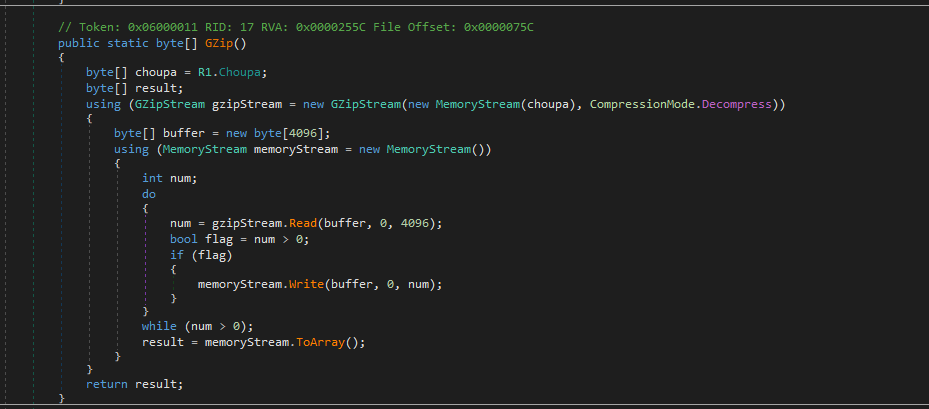 }
// Token: 0x06000011 RID: 17 RVA: 0x0000255C File Offset: 0x0000075C
public static byte[] GZip()
{
byte[] choupa = R1.Choupa;
byte[] result;
using (GZipStream gzipStream = new GZipStream(new MemoryStream(choupa), CompressionMode.Decompress))
{
byte[] buffer = new byte[4096];
using (MemoryStream memoryStream = new MemoryStream())
{
int num;
do
{
num = gzipStream.Read(buffer, 0, 4096);
bool flag = num > 0;
if (flag)
{
memoryStream.Write(buffer, 0, num);
}
}
while (num > 0);
result = memoryStream.ToArray();
}
}
return result;
}